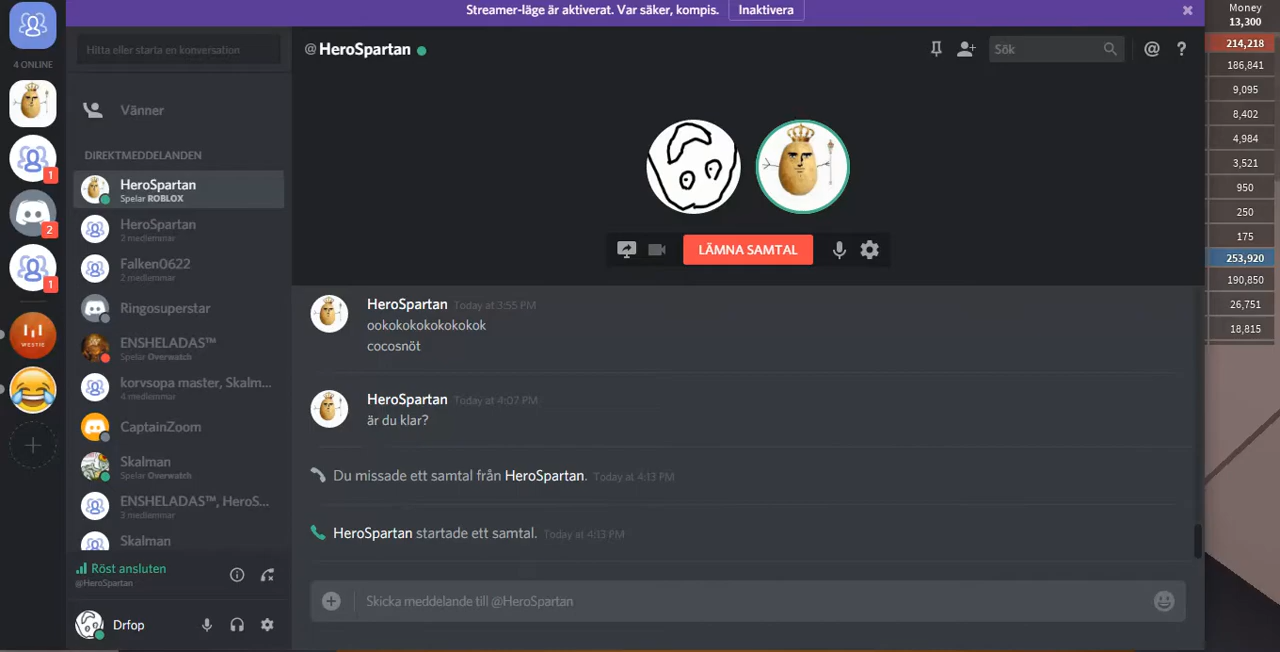 Streamer-läge är aktiverat. Var säker, kompis. Inaktivera
4 ONLINE
1
2
1
WESTIE
Hitta eller starta en konversation
Vänner
DIREKTMEDDELANDEN
HeroSpartan
Spelar ROBLOX
HeroSpartan
2 medlemmar
Falken0622
2 medlemmar
Ringosuperstar
ENSHELADAS™
Spelar Overwatch
korvsopa master, Skalm...
4 medlemmar
CaptainZoom
Skalman
Spelar Overwatch
ENSHELADAS™, HeroS...
3 medlemmar
Skalman
Röst ansluten
@HeroSpartan
Drfop
@HeroSpartan
Sök
LÄMNA SAMTAL
HeroSpartan Today at 3:55 PM
ookokokokokokokok
cocosnöt
HeroSpartan Today at 4:07 PM
är du klar?
Du missade ett samtal från HeroSpartan. Today at 4:13 PM
HeroSpartan startade ett samtal. Today at 4:13 PM
Skicka meddelande till @HeroSpartan
Money
13,300
214,218
186,841
9,095
8,402
4,984
3,521
950
250
175
253,920
190,850
26,751
18,815